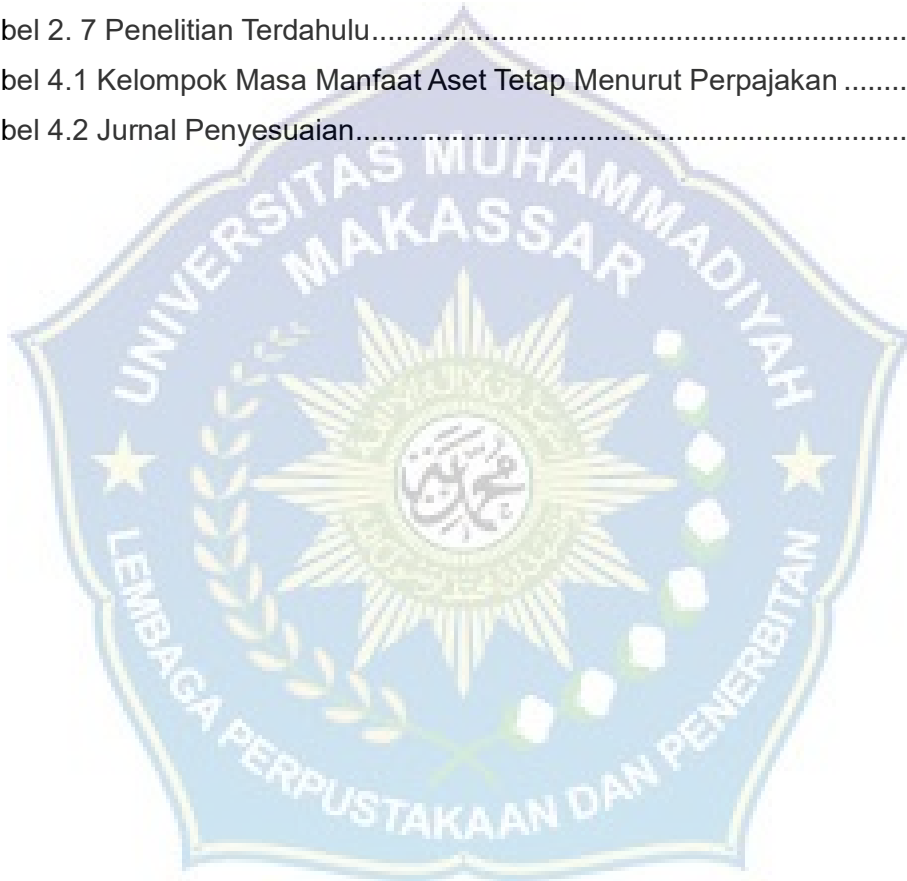 bel 2. 7 Penelitian Terdahulu................................................................
bel 4.1 Kelompok Masa Manfaat Aset Tetap Menurut Perpajakan ........
bel 4.2 Jurnal Penyesuaian..................................................................
UNIVERSITAS MUHAMMADIYAH
MAKASSAR
محمدية
LEMBAGA PERPUSTAKAAN DAN PENERBITAN